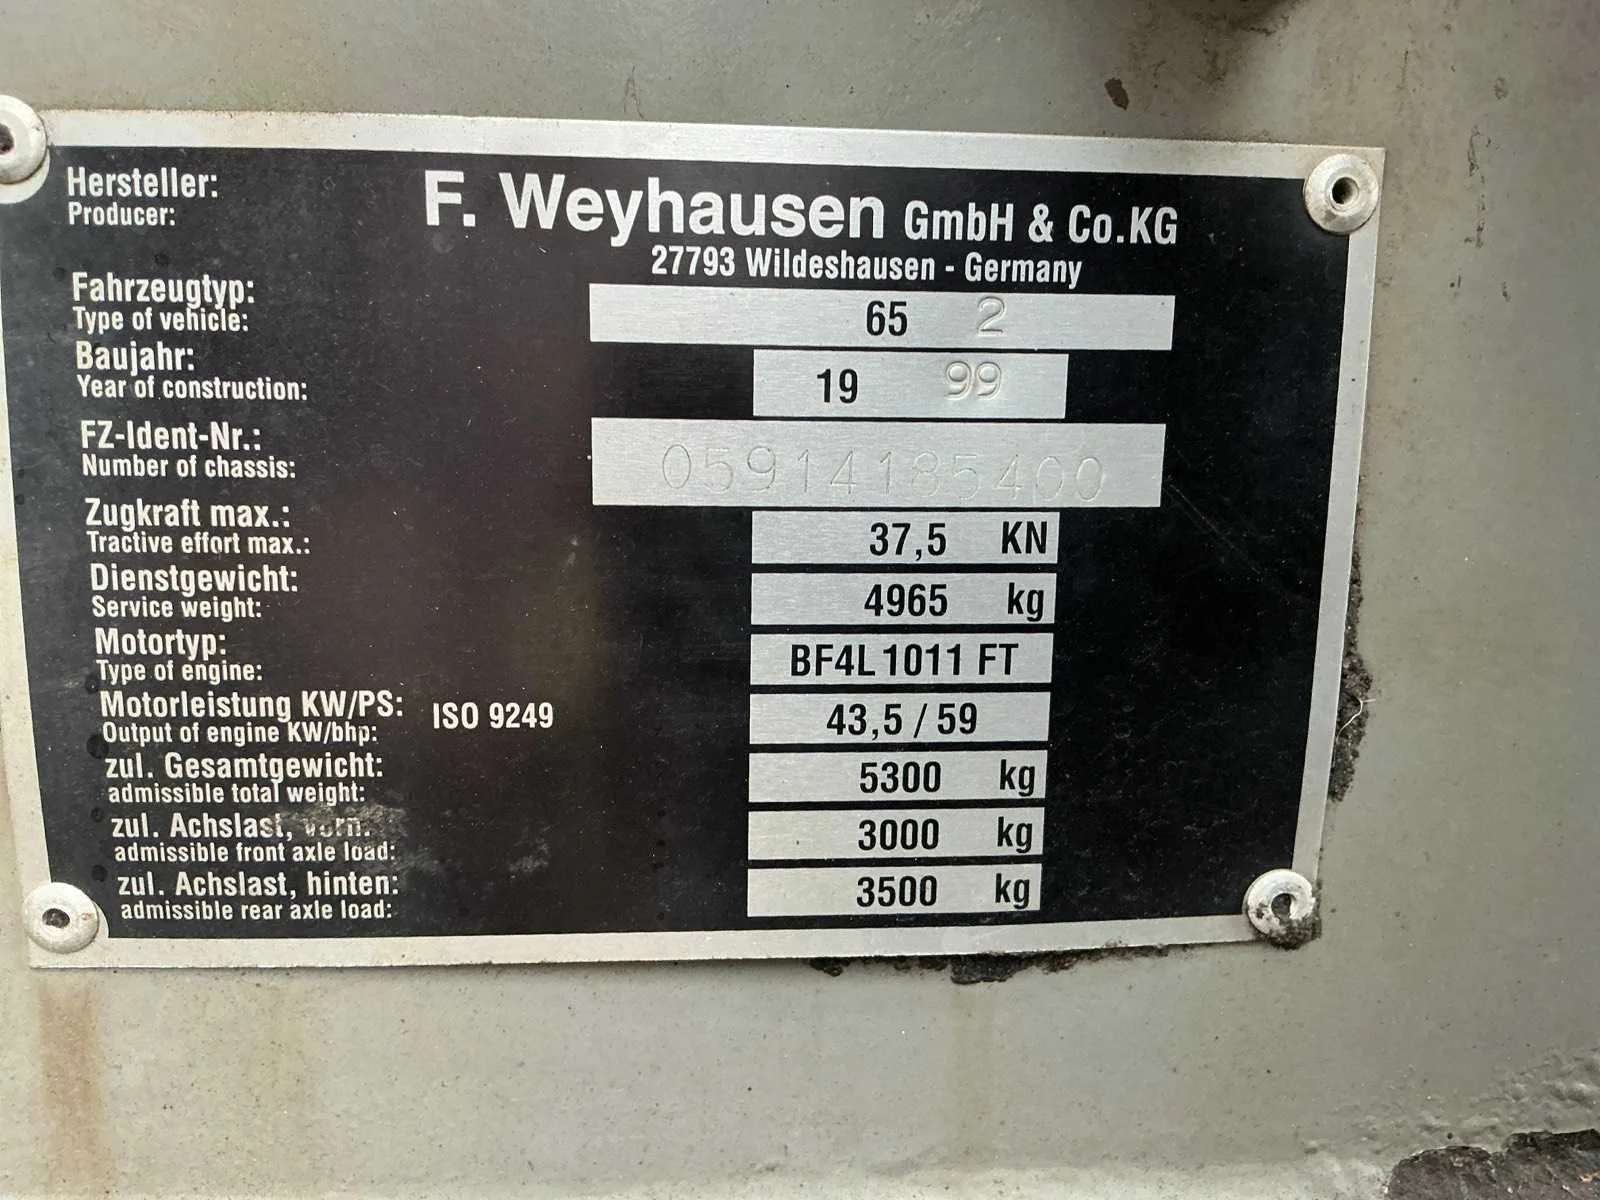 Hersteller:
Producer:
F. Weyhausen GmbH & Co.KG
27793 Wildeshausen - Germany
Fahrzeugtyp:
Type of vehicle:
65 2
Baujahr:
Year of construction:
19 99
FZ-Ident-Nr.:
Number of chassis:
05914185400
Zugkraft max.:
Tractive effort max.:
37,5 KN
Dienstgewicht:
Service weight:
4965 kg
Motortyp:
Type of engine:
BF4L 1011 FT
Motorleistung KW/PS:
Output of engine KW/bhp:
ISO 9249
43,5 / 59
zul. Gesamtgewicht:
admissible total weight:
5300 kg
zul. Achslast, vorn.
admissible front axle load:
3000 kg
zul. Achslast, hinten:
admissible rear axle load:
3500 kg